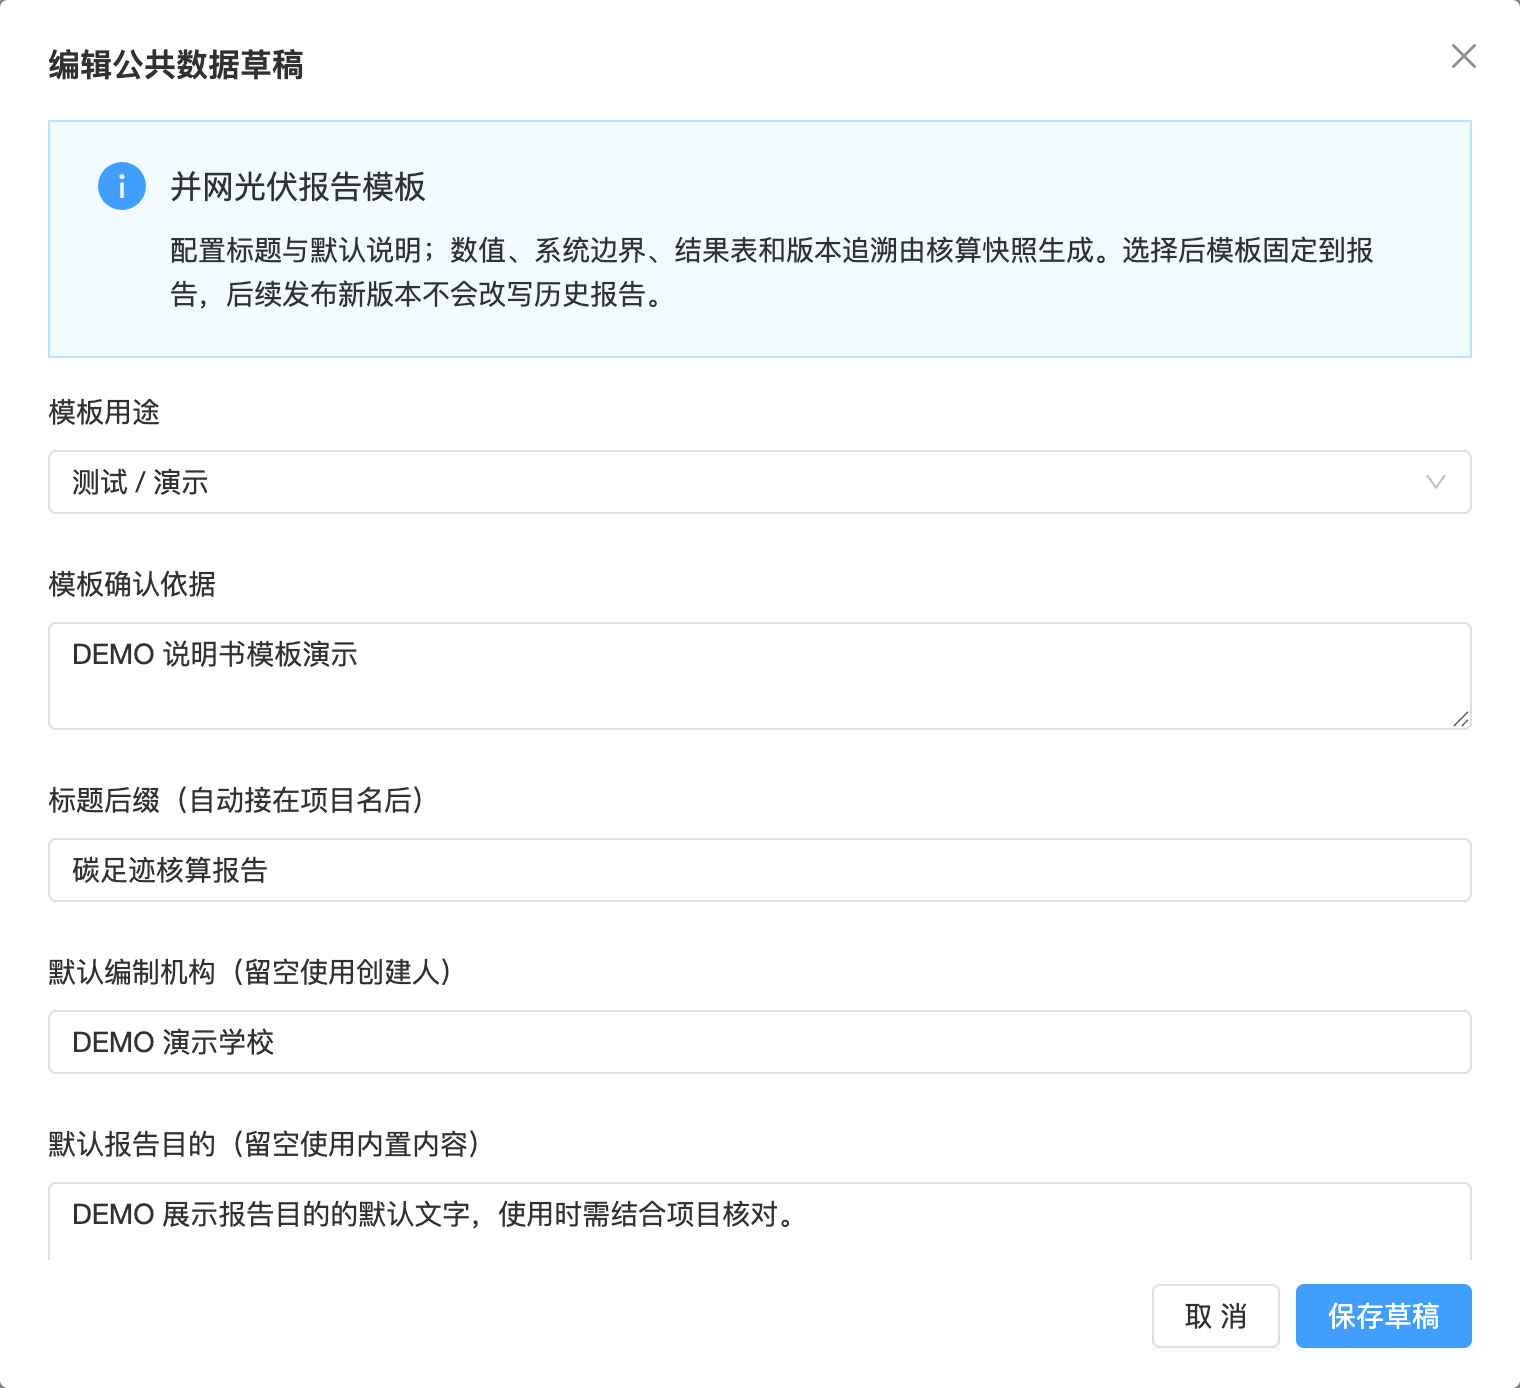 编辑公共数据草稿
并网光伏报告模板
配置标题与默认说明；数值、系统边界、结果表和版本追溯由核算快照生成。选择后模板固定到报
告，后续发布新版本不会改写历史报告。
模板用途
测试 / 演示
模板确认依据
DEMO 说明书模板演示
标题后缀（自动接在项目名后）
碳足迹核算报告
默认编制机构（留空使用创建人）
DEMO 演示学校
默认报告目的（留空使用内置内容）
DEMO 展示报告目的的默认文字，使用时需结合项目核对。
取 消
保存草稿